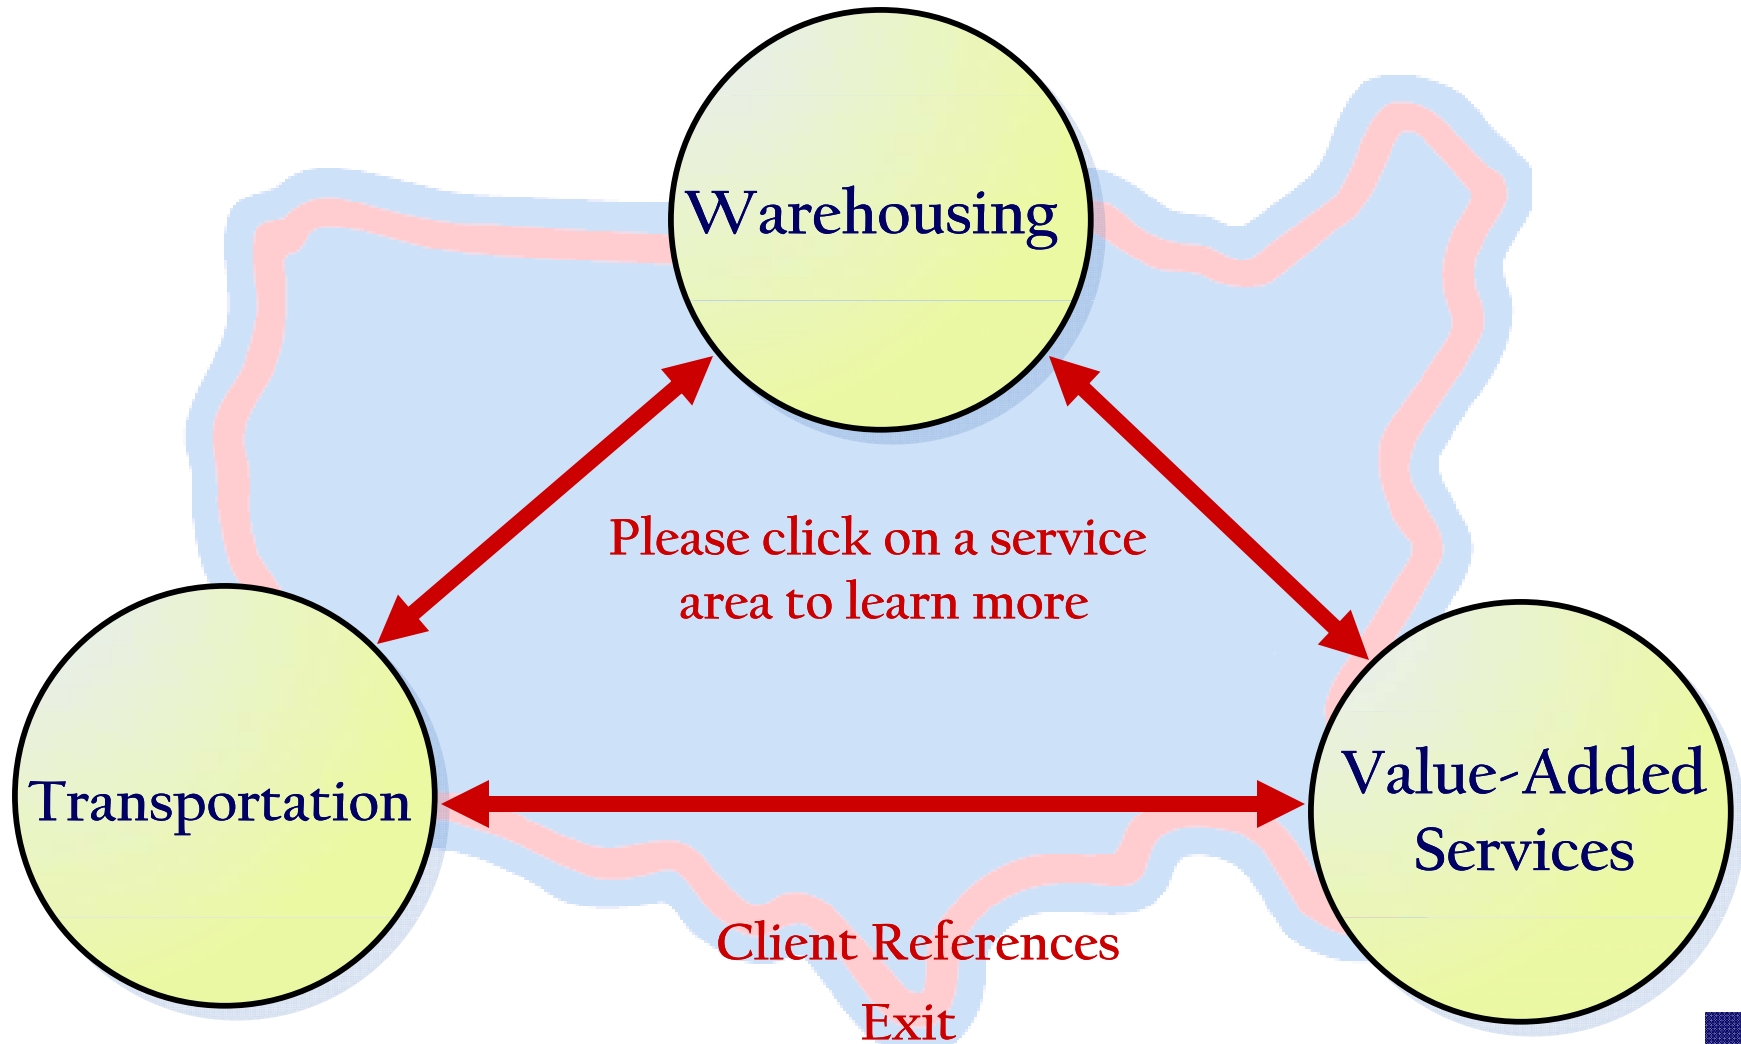 Warehousing
Please click on a service
area to learn more
Transportation
Value-Added
Services
Client References
Exit